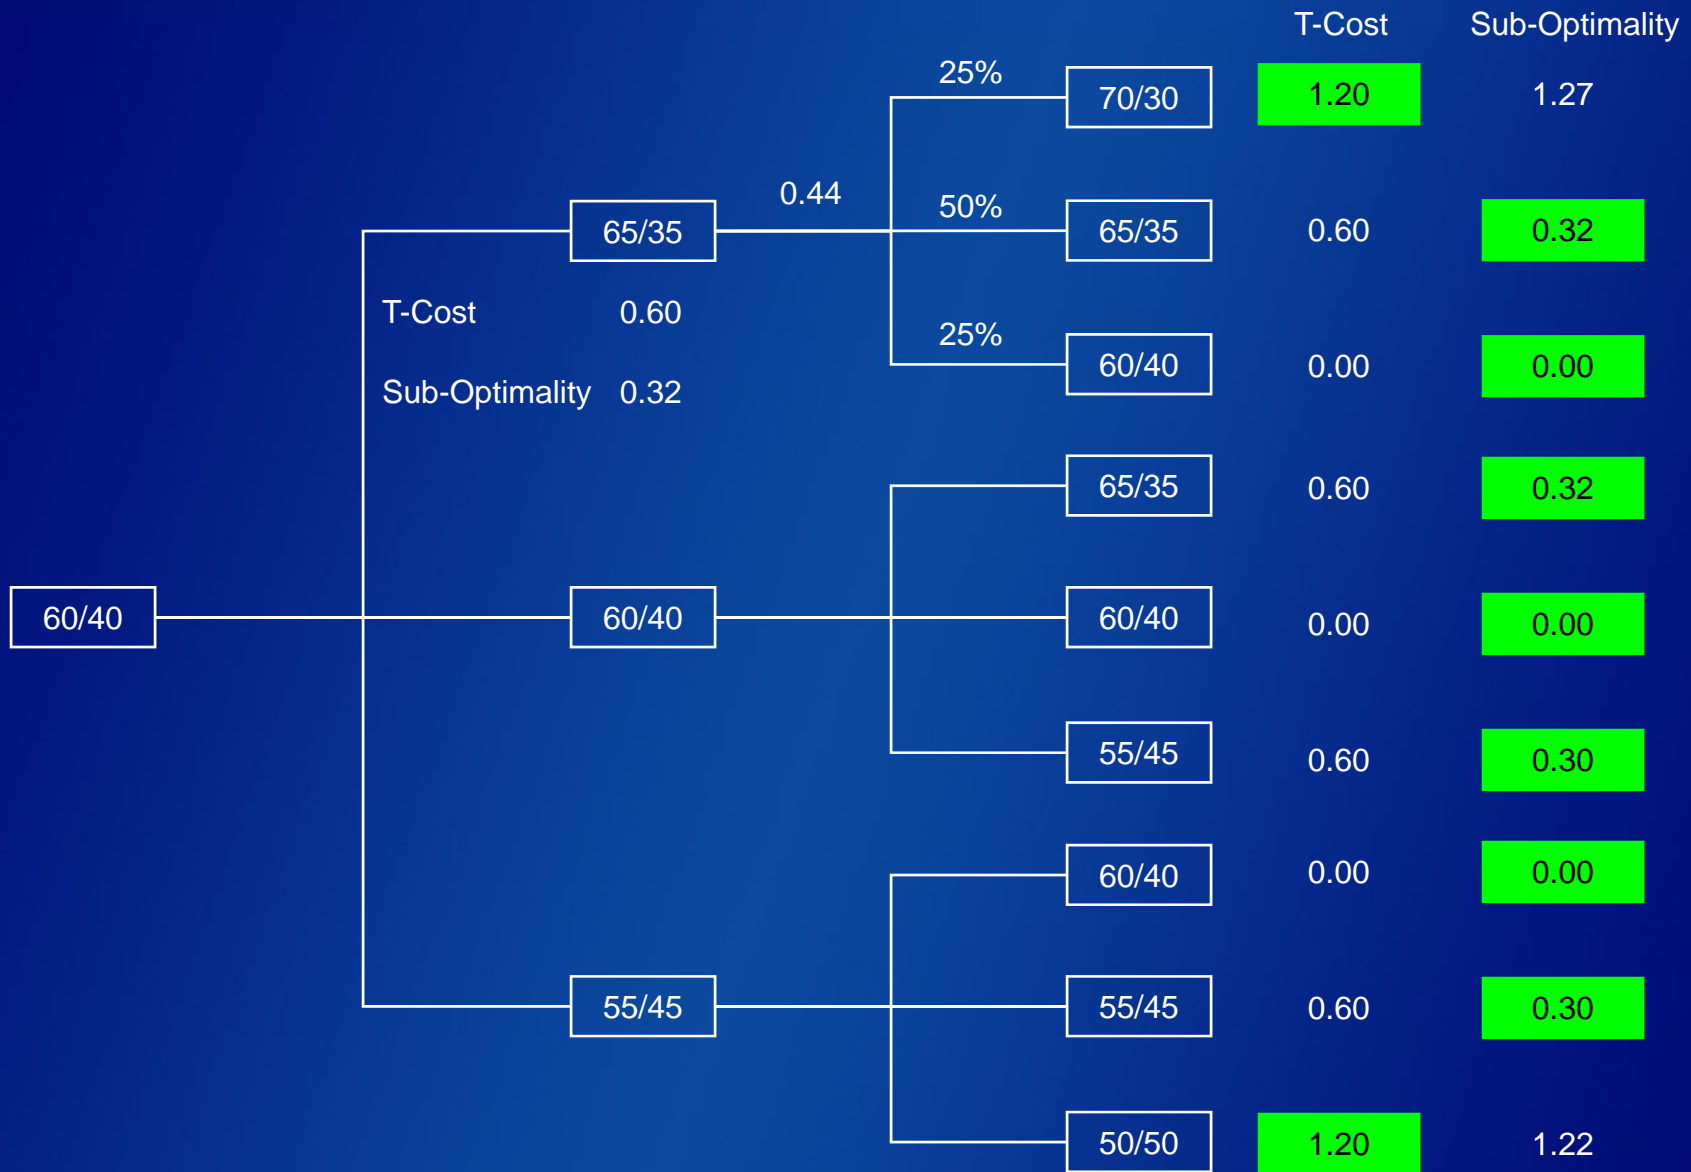 T-Cost Sub-Optimality
25%
70/30 1.20 1.27
0.44
50%
65/35 65/35 0.60 0.32
T-Cost 0.60
25%
60/40 0.00 0.00
Sub-Optimality 0.32
65/35 0.60 0.32
60/40 60/40 60/40 0.00 0.00
55/45 0.60 0.30
60/40 0.00 0.00
55/45 55/45 0.60 0.30
50/50 1.20 1.22